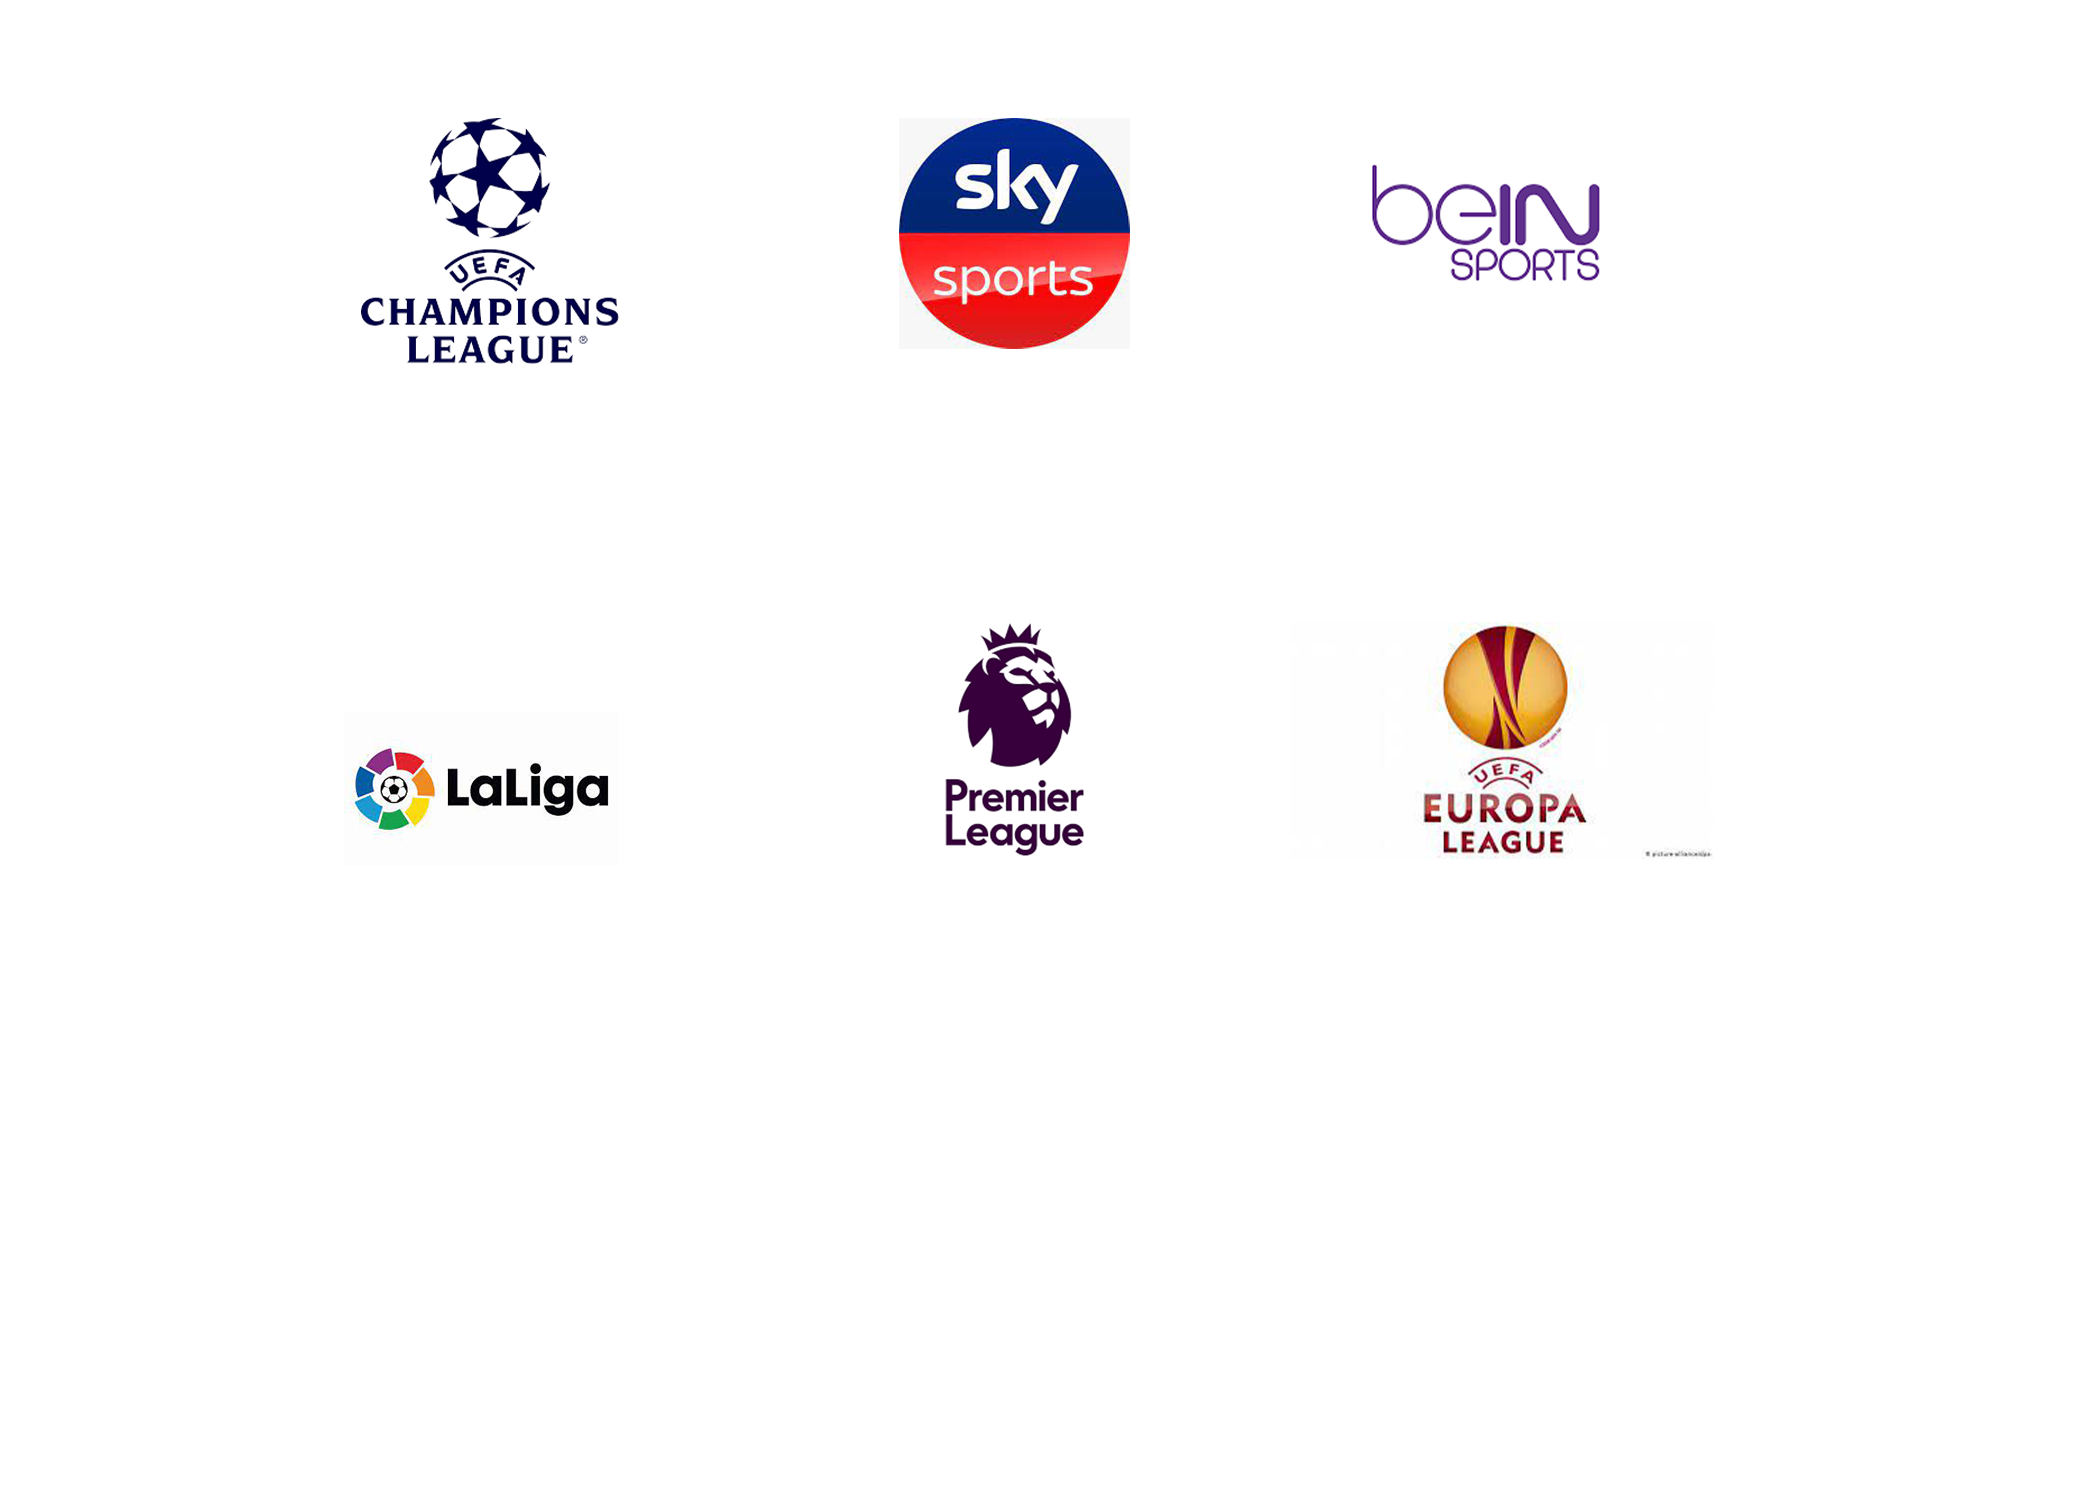 UEFA
CHAMPIONS
LEAGUE®
sky
sports
beIN
SPORTS
LaLiga
Premier
League
UEFA
EUROPA
LEAGUE